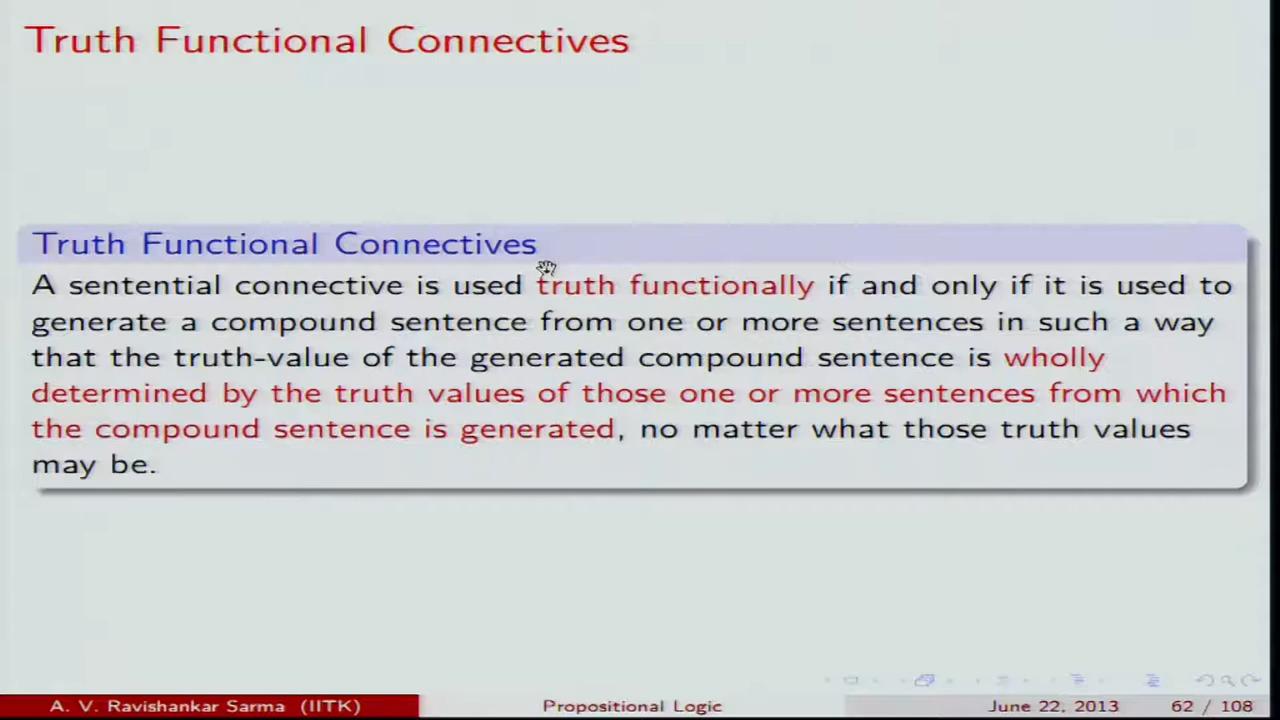 Truth Functional Connectives
Truth Functional Connectives
A sentential connective is used truth functionally if and only if it is used to
generate a compound sentence from one or more sentences in such a way
that the truth-value of the generated compound sentence is wholly
determined by the truth values of those one or more sentences from which
the compound sentence is generated, no matter what those truth values
may be.
A. V. Ravishankar Sarma (IITK) Propositional Logic June 22, 2013 62 / 108